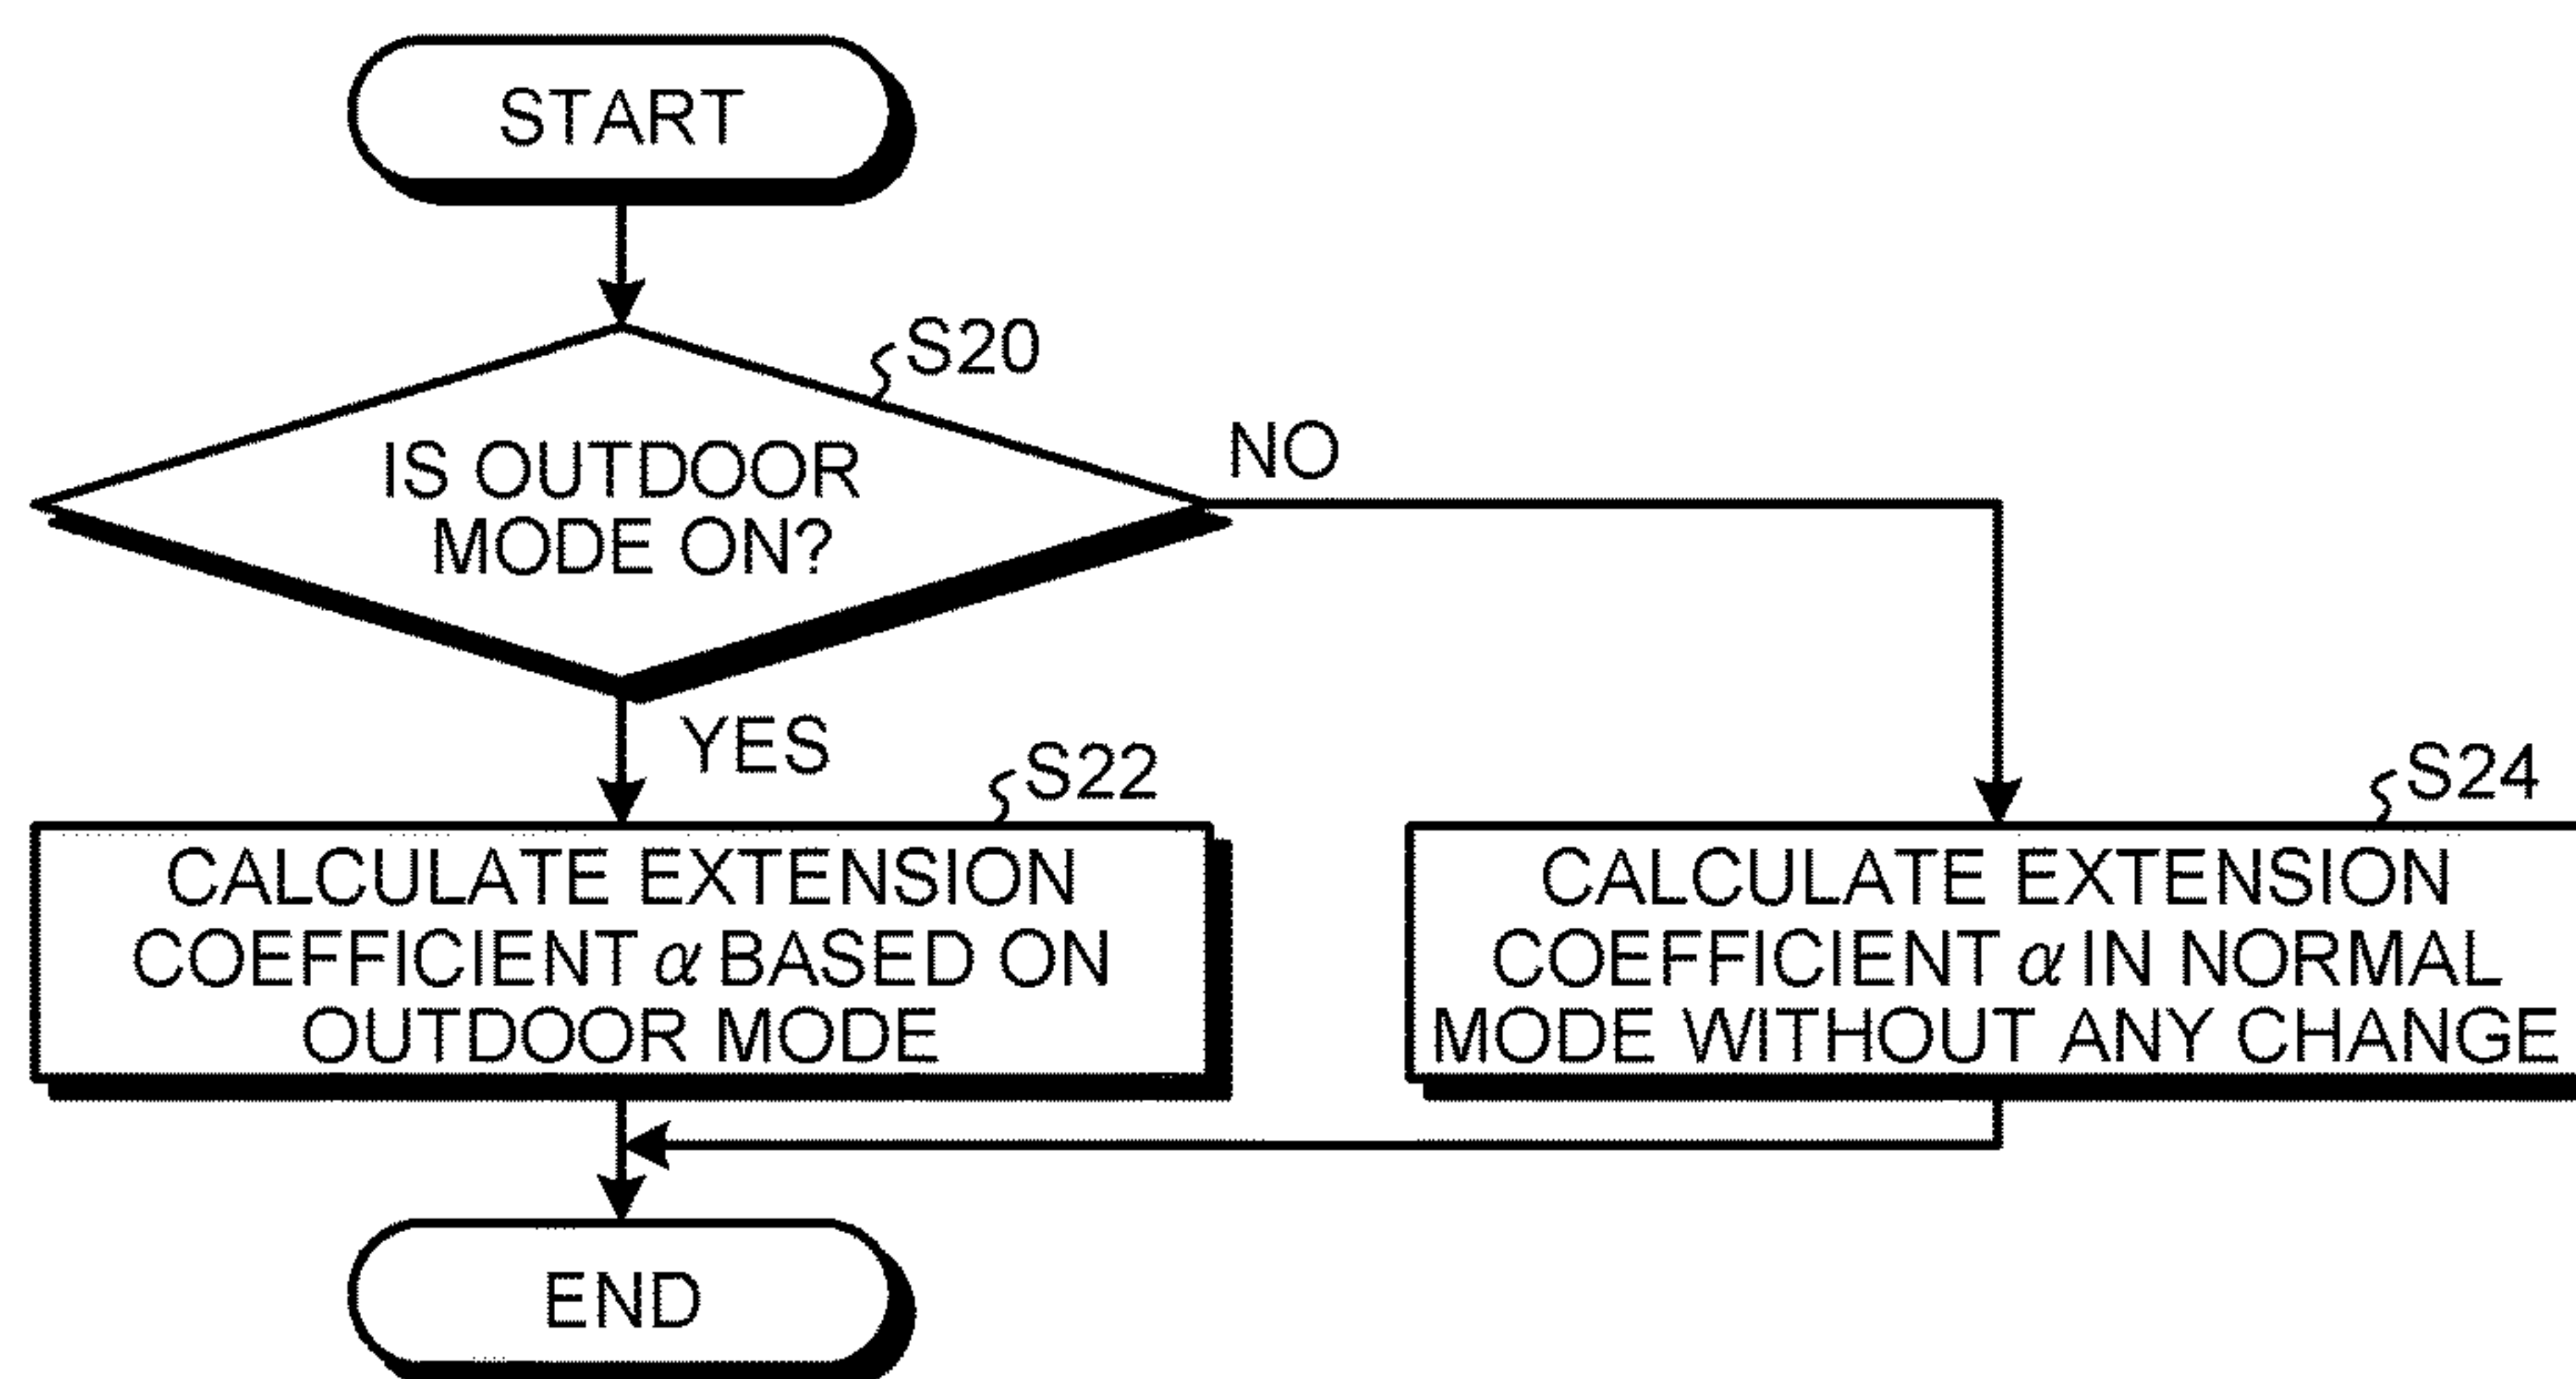 START
S20
IS OUTDOOR
MODE ON?
NO
YES
S22
CALCULATE EXTENSION
COEFFICIENT α BASED ON
OUTDOOR MODE
S24
CALCULATE EXTENSION
COEFFICIENT α IN NORMAL
MODE WITHOUT ANY CHANGE
END